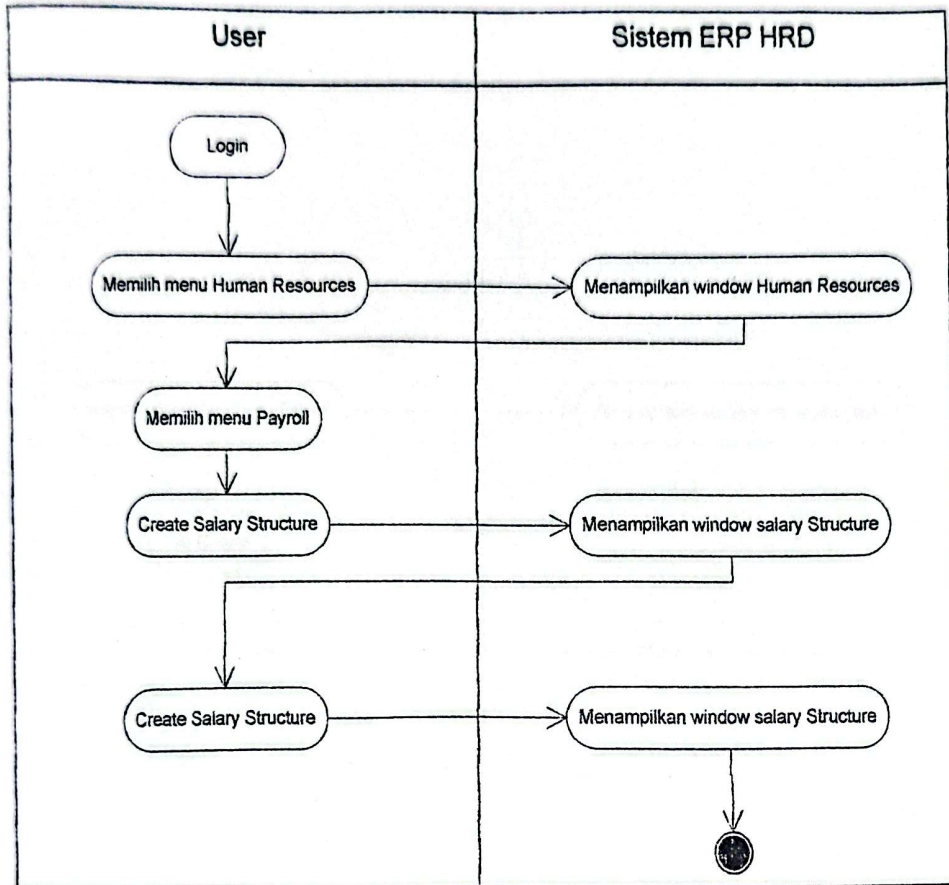 User
Sistem ERP HRD
Login
Memilih menu Human Resources
Menampilkan window Human Resources
Memilih menu Payroll
Create Salary Structure
Menampilkan window salary Structure
Create Salary Structure
Menampilkan window salary Structure